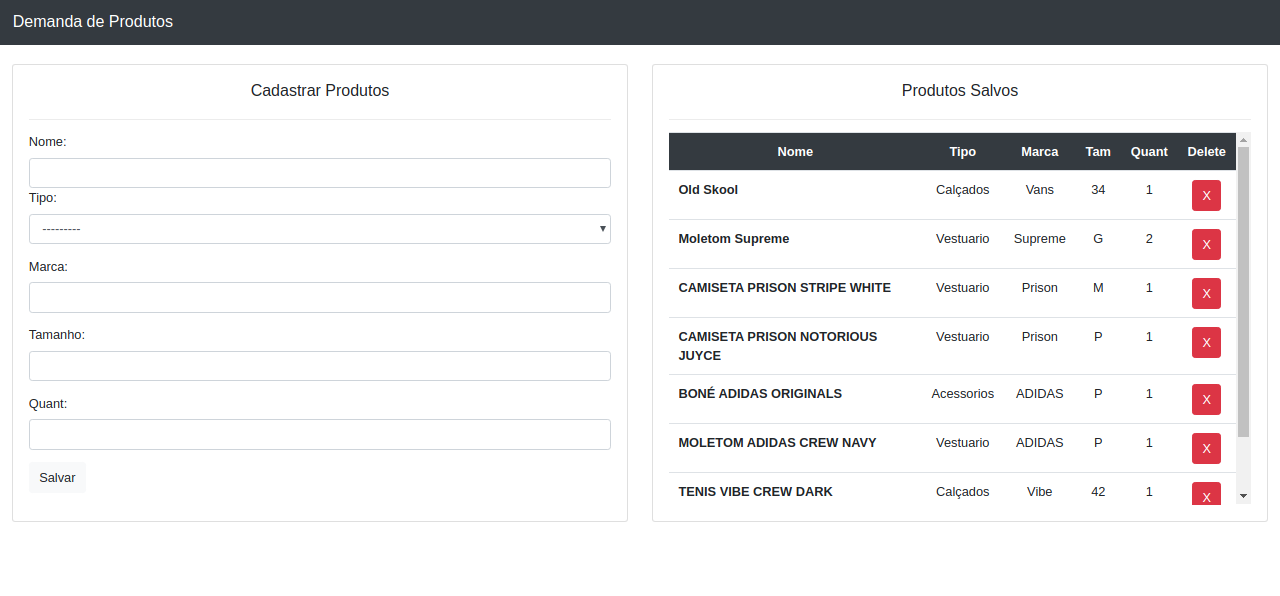 Demanda de Produtos
Cadastrar Produtos
Nome:
Tipo:
---------
Marca:
Tamanho:
Quant:
Salvar
Produtos Salvos
Nome Tipo Marca Tam Quant Delete
Old Skool Calçados Vans 34 1 X
Moletom Supreme Vestuario Supreme G 2 X
CAMISETA PRISON STRIPE WHITE Vestuario Prison M 1 X
CAMISETA PRISON NOTORIOUS Vestuario Prison P 1 X
JUYCE
BONÉ ADIDAS ORIGINALS Acessorios ADIDAS P 1 X
MOLETOM ADIDAS CREW NAVY Vestuario ADIDAS P 1 X
TENIS VIBE CREW DARK Calçados Vibe 42 1 X